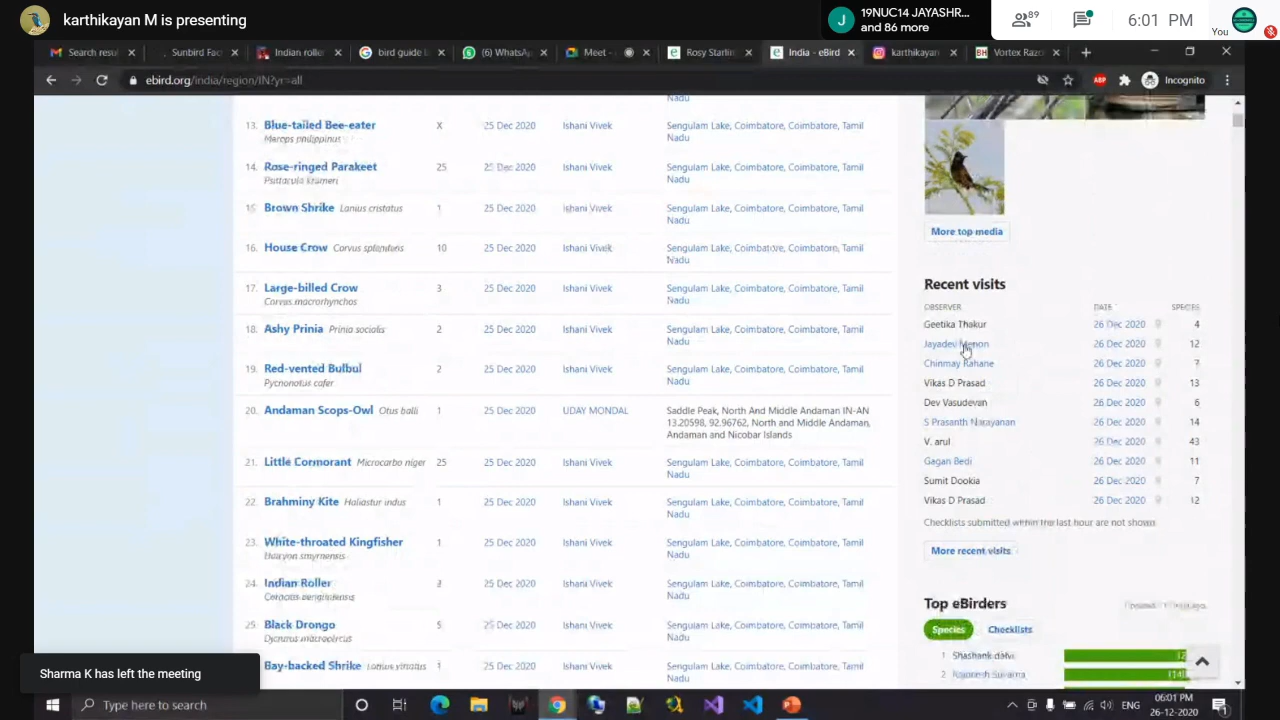 karthikayan M is presenting
19NUC14 JAYASHR...
and 86 more
J
89
6:01 PM
You
Search resul
Sunbird Fac
Indian roller
bird guide i
(6) WhatsA
Meet -
Rosy Starlin
India - eBird
karthikayan
Vortex Razo
ebird.org/india/region/IN?yr=all
ABP
Incognito
Nadu
13. Blue-tailed Bee-eater X 25 Dec 2020 Ishani Vivek Sengulam Lake, Coimbatore, Coimbatore, Tamil
Merops philippinus Nadu
14. Rose-ringed Parakeet 25 25 Dec 2020 Ishani Vivek Sengulam Lake, Coimbatore, Coimbatore, Tamil
Psittacula krameri Nadu
15. Brown Shrike Lanius cristatus 1 25 Dec 2020 Ishani Vivek Sengulam Lake, Coimbatore, Coimbatore, Tamil
Nadu
16. House Crow Corvus splendens 10 25 Dec 2020 Ishani Vivek Sengulam Lake, Coimbatore, Coimbatore, Tamil
Nadu
17. Large-billed Crow 3 25 Dec 2020 Ishani Vivek Sengulam Lake, Coimbatore, Coimbatore, Tamil
Corvus macrorhynchos Nadu
18. Ashy Prinia Prinia socialis 2 25 Dec 2020 Ishani Vivek Sengulam Lake, Coimbatore, Coimbatore, Tamil
Nadu
19. Red-vented Bulbul 2 25 Dec 2020 Ishani Vivek Sengulam Lake, Coimbatore, Coimbatore, Tamil
Pycnonotus cafer Nadu
20. Andaman Scops-Owl Otus balli 1 25 Dec 2020 UDAY MONDAL Saddle Peak, North And Middle Andaman IN-AN
13.20598, 92.96762, North and Middle Andaman,
Andaman and Nicobar Islands
21. Little Cormorant Microcarbo niger 25 25 Dec 2020 Ishani Vivek Sengulam Lake, Coimbatore, Coimbatore, Tamil
Nadu
22. Brahminy Kite Haliastur indus 1 25 Dec 2020 Ishani Vivek Sengulam Lake, Coimbatore, Coimbatore, Tamil
Nadu
23. White-throated Kingfisher 1 25 Dec 2020 Ishani Vivek Sengulam Lake, Coimbatore, Coimbatore, Tamil
Halcyon smyrnensis Nadu
24. Indian Roller 25 Dec 2020 Ishani Vivek Sengulam Lake, Coimbatore, Coimbatore, Tamil
Coracias benghalensis Nadu
25. Black Drongo 5 25 Dec 2020 Ishani Vivek Sengulam Lake, Coimbatore, Coimbatore, Tamil
Dicrurus macrocercus Nadu
Bay-backed Shrike Lanius vittatus 1 25 Dec 2020 Ishani Vivek Sengulam Lake, Coimbatore, Coimbatore, Tamil
Nadu
More top media
Recent visits
OBSERVER DATE SPECIES
Geetika Thakur 26 Dec 2020 4
Jayadev Menon 26 Dec 2020 12
Chinmay Rahane 26 Dec 2020 7
Vikas D Prasad 26 Dec 2020 13
Dev Vasudevan 26 Dec 2020 6
S Prasanth Narayanan 26 Dec 2020 14
V. arul 26 Dec 2020 43
Gagan Bedi 26 Dec 2020 11
Sumit Dookia 26 Dec 2020 7
Vikas D Prasad 26 Dec 2020 12
Checklists submitted within the last hour are not shown.
More recent visits
Top eBirders
Species Checklists
1 Shashank dalvi
2
Sharmi K has left the meeting
Type here to search
ENG
06:01 PM
26-12-2020